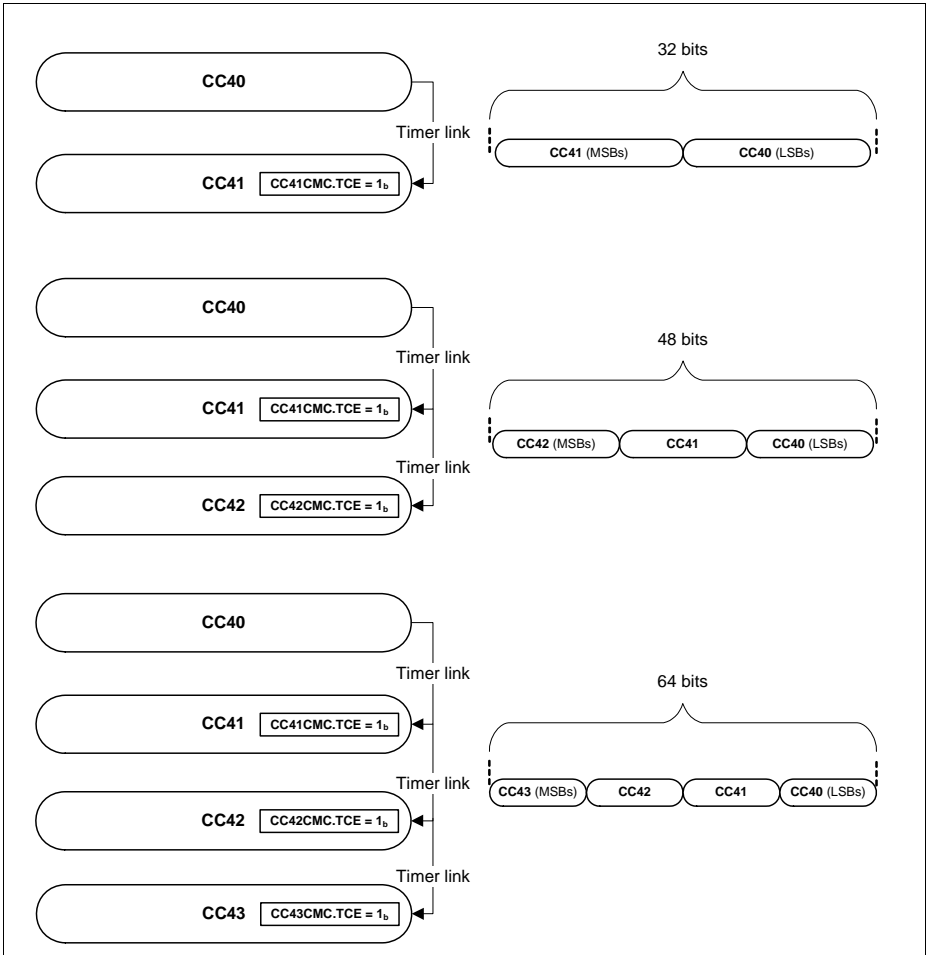 CC40
Timer link
CC41 CC41CMC.TCE = 1b
32 bits
CC41 (MSBs) CC40 (LSBs)
CC40
Timer link
CC41 CC41CMC.TCE = 1b
Timer link
CC42 CC42CMC.TCE = 1b
48 bits
CC42 (MSBs) CC41 CC40 (LSBs)
CC40
Timer link
CC41 CC41CMC.TCE = 1b
Timer link
CC42 CC42CMC.TCE = 1b
Timer link
CC43 CC43CMC.TCE = 1b
64 bits
CC43 (MSBs) CC42 CC41 CC40 (LSBs)